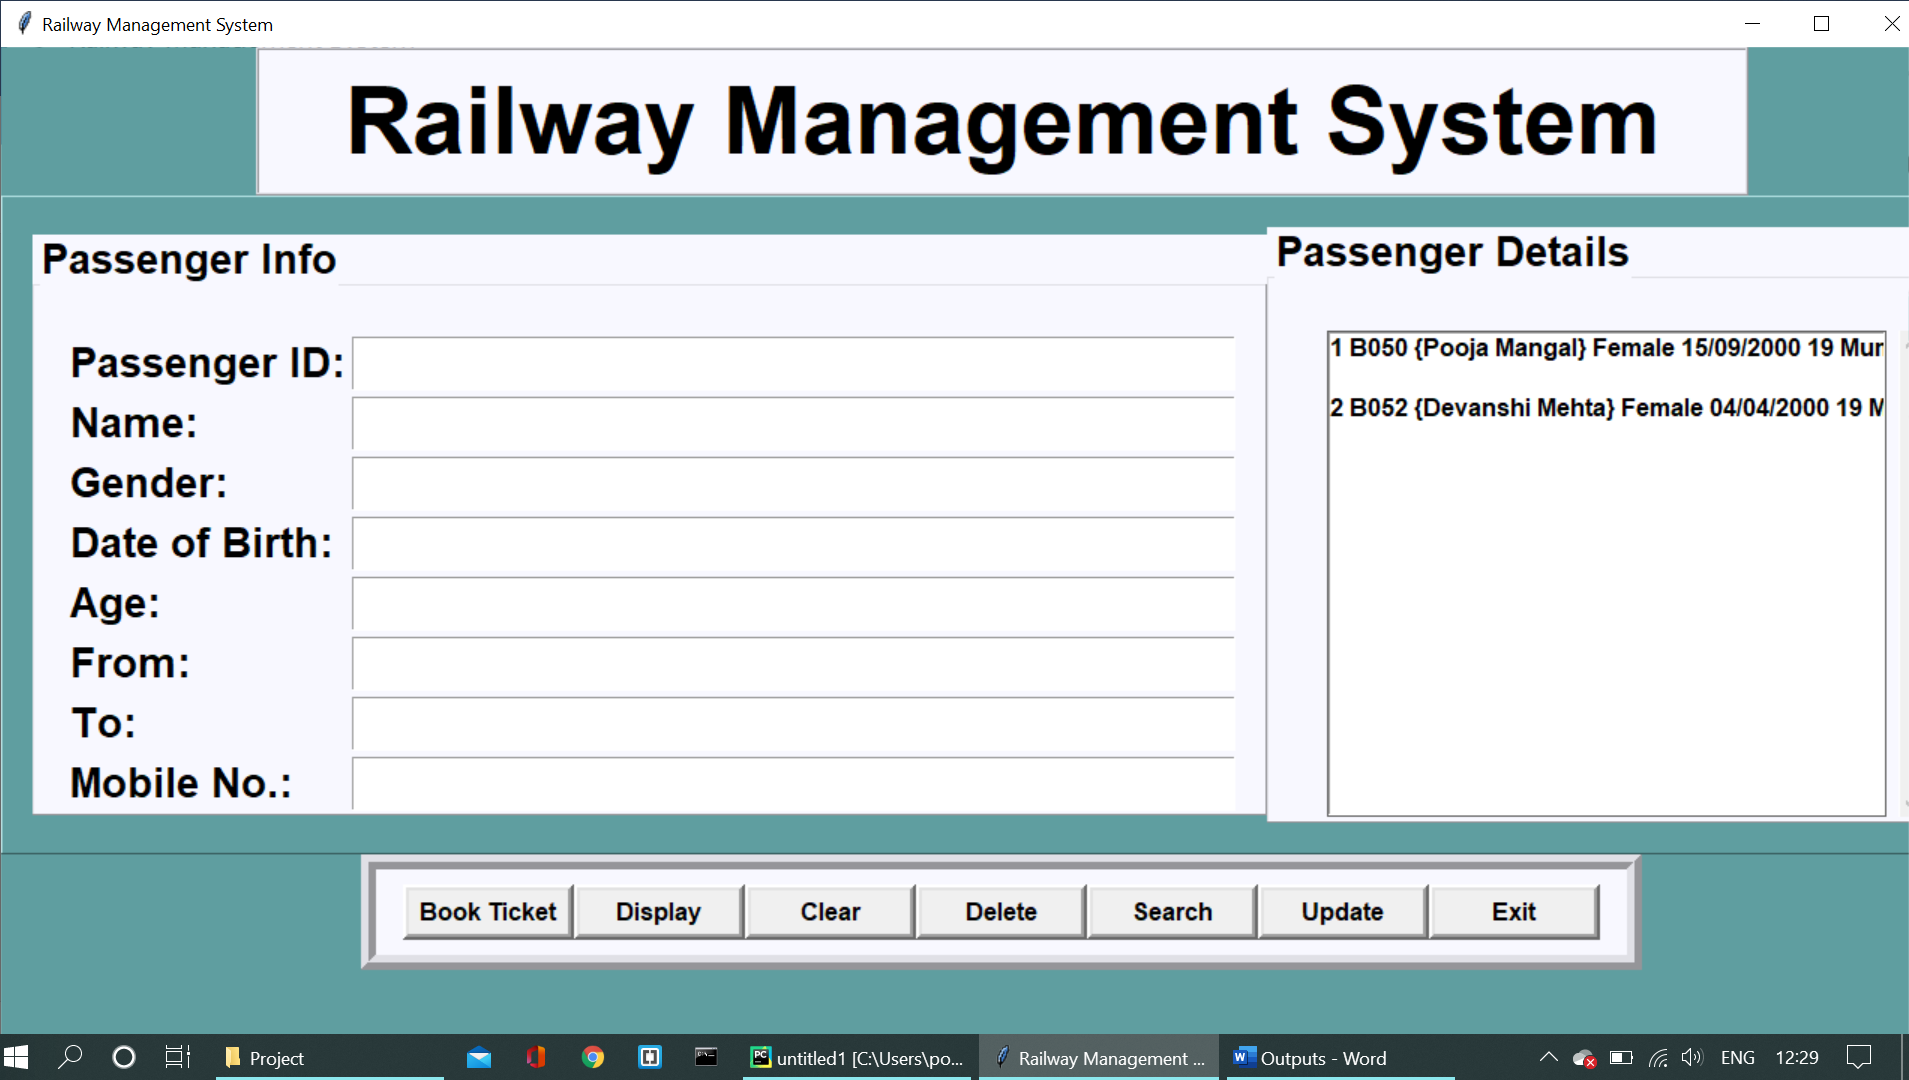 Railway Management System
Railway Management System
Passenger Info
Passenger ID:
Name:
Gender:
Date of Birth:
Age:
From:
To:
Mobile No.:
Passenger Details
1 B050 {Pooja Mangal} Female 15/09/2000 19
2 B052 {Devanshi Mehta} Female 04/04/2000 19 M
Book Ticket Display Clear Delete Search Update Exit
Project
PC untitled1 [C:\Users\po... Railway Management ... W Outputs - Word ENG 12:29